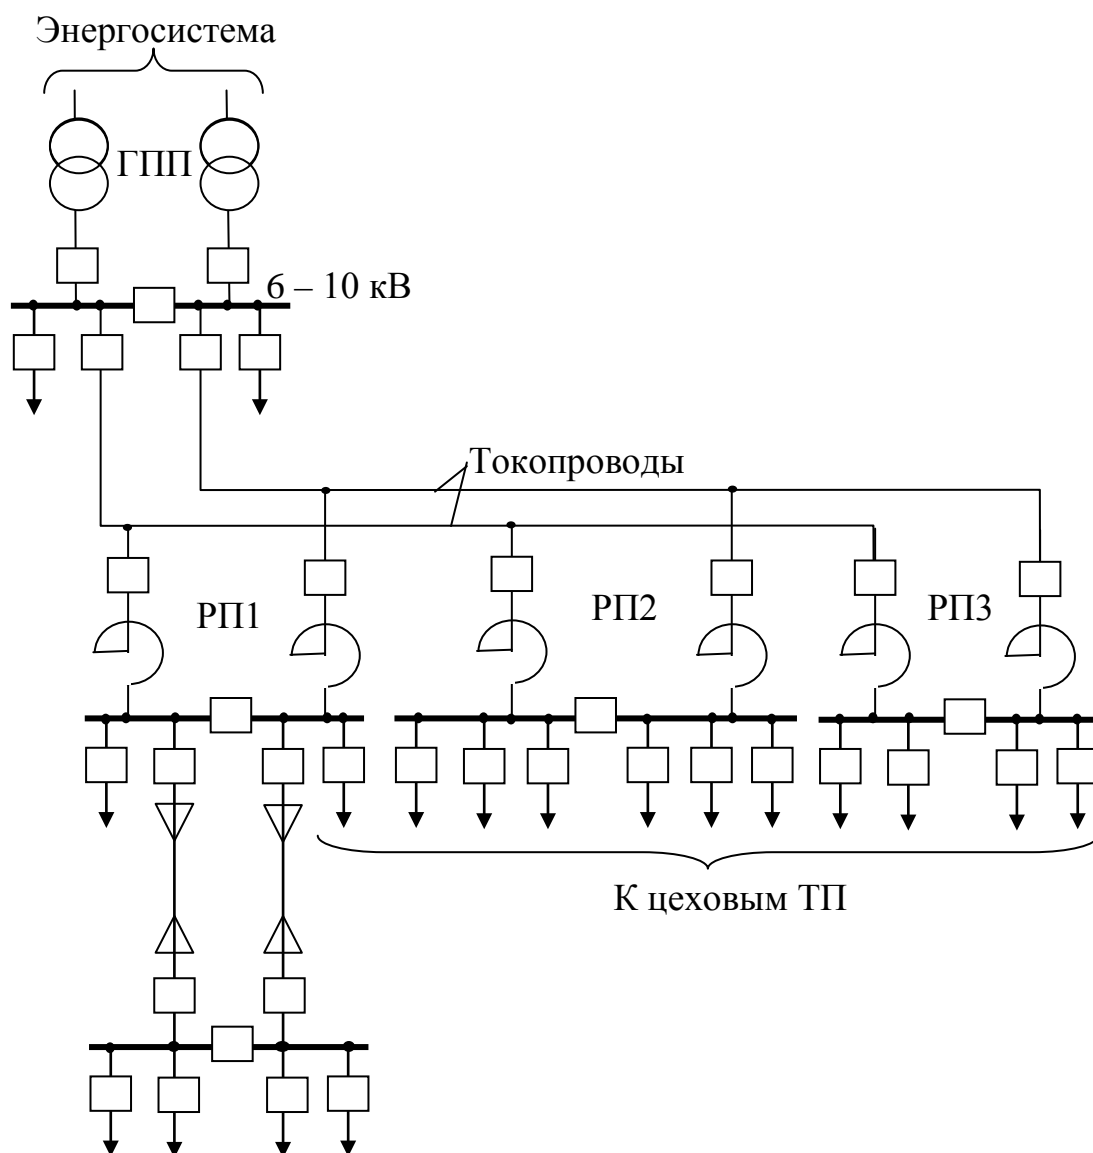 Энергосистема
ГПП
6 – 10 кВ
Токопроводы
РП1
РП2
РП3
К цеховым ТП